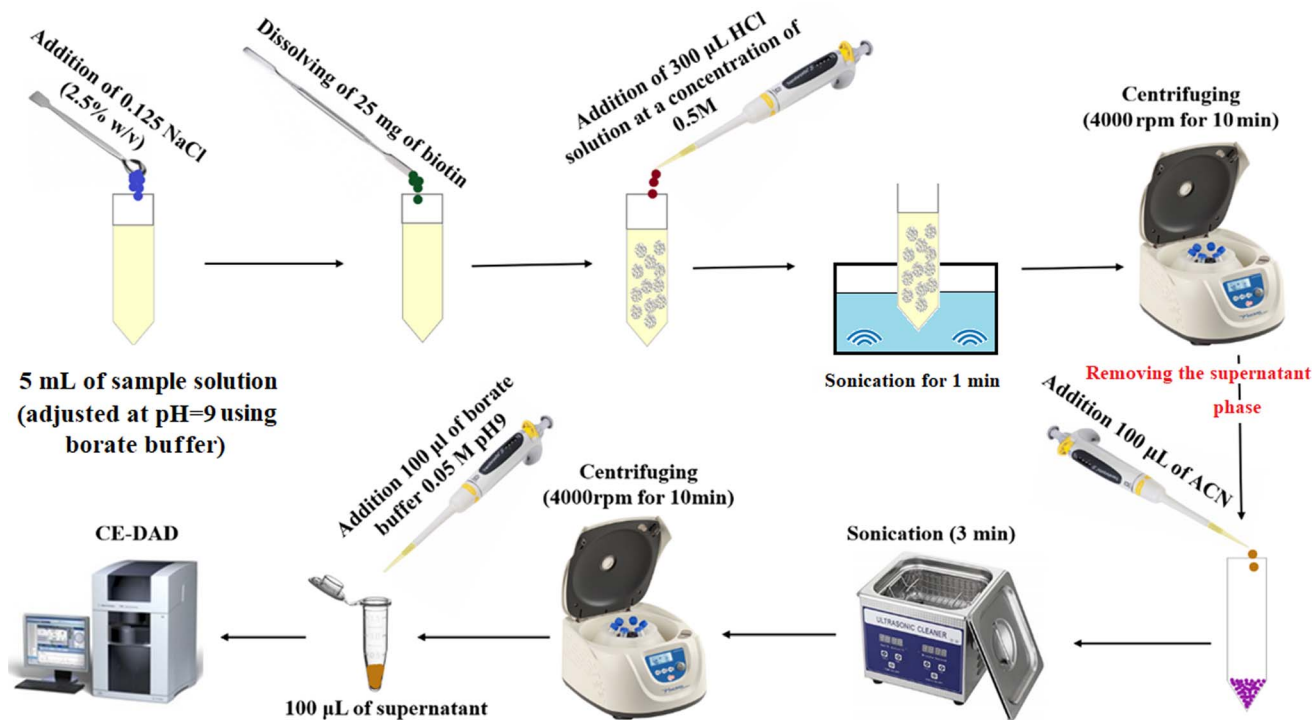 Addition of 0.125 NaCl
(2.5% w/v)
Dissolving of 25 mg of biotin
Addition of 300 µL HCl
solution at a concentration of
0.5M
Centrifuging
(4000 rpm for 10 min)
5 mL of sample solution
(adjusted at pH=9 using
borate buffer)
Sonication for 1 min
Removing the supernatant
phase
Addition 100 µL of ACN
Sonication (3 min)
ULTRASONIC CLEANER
Centrifuging
(4000rpm for 10min)
Addition 100 µl of borate
buffer 0.05 M pH9
100 µL of supernatant
CE-DAD